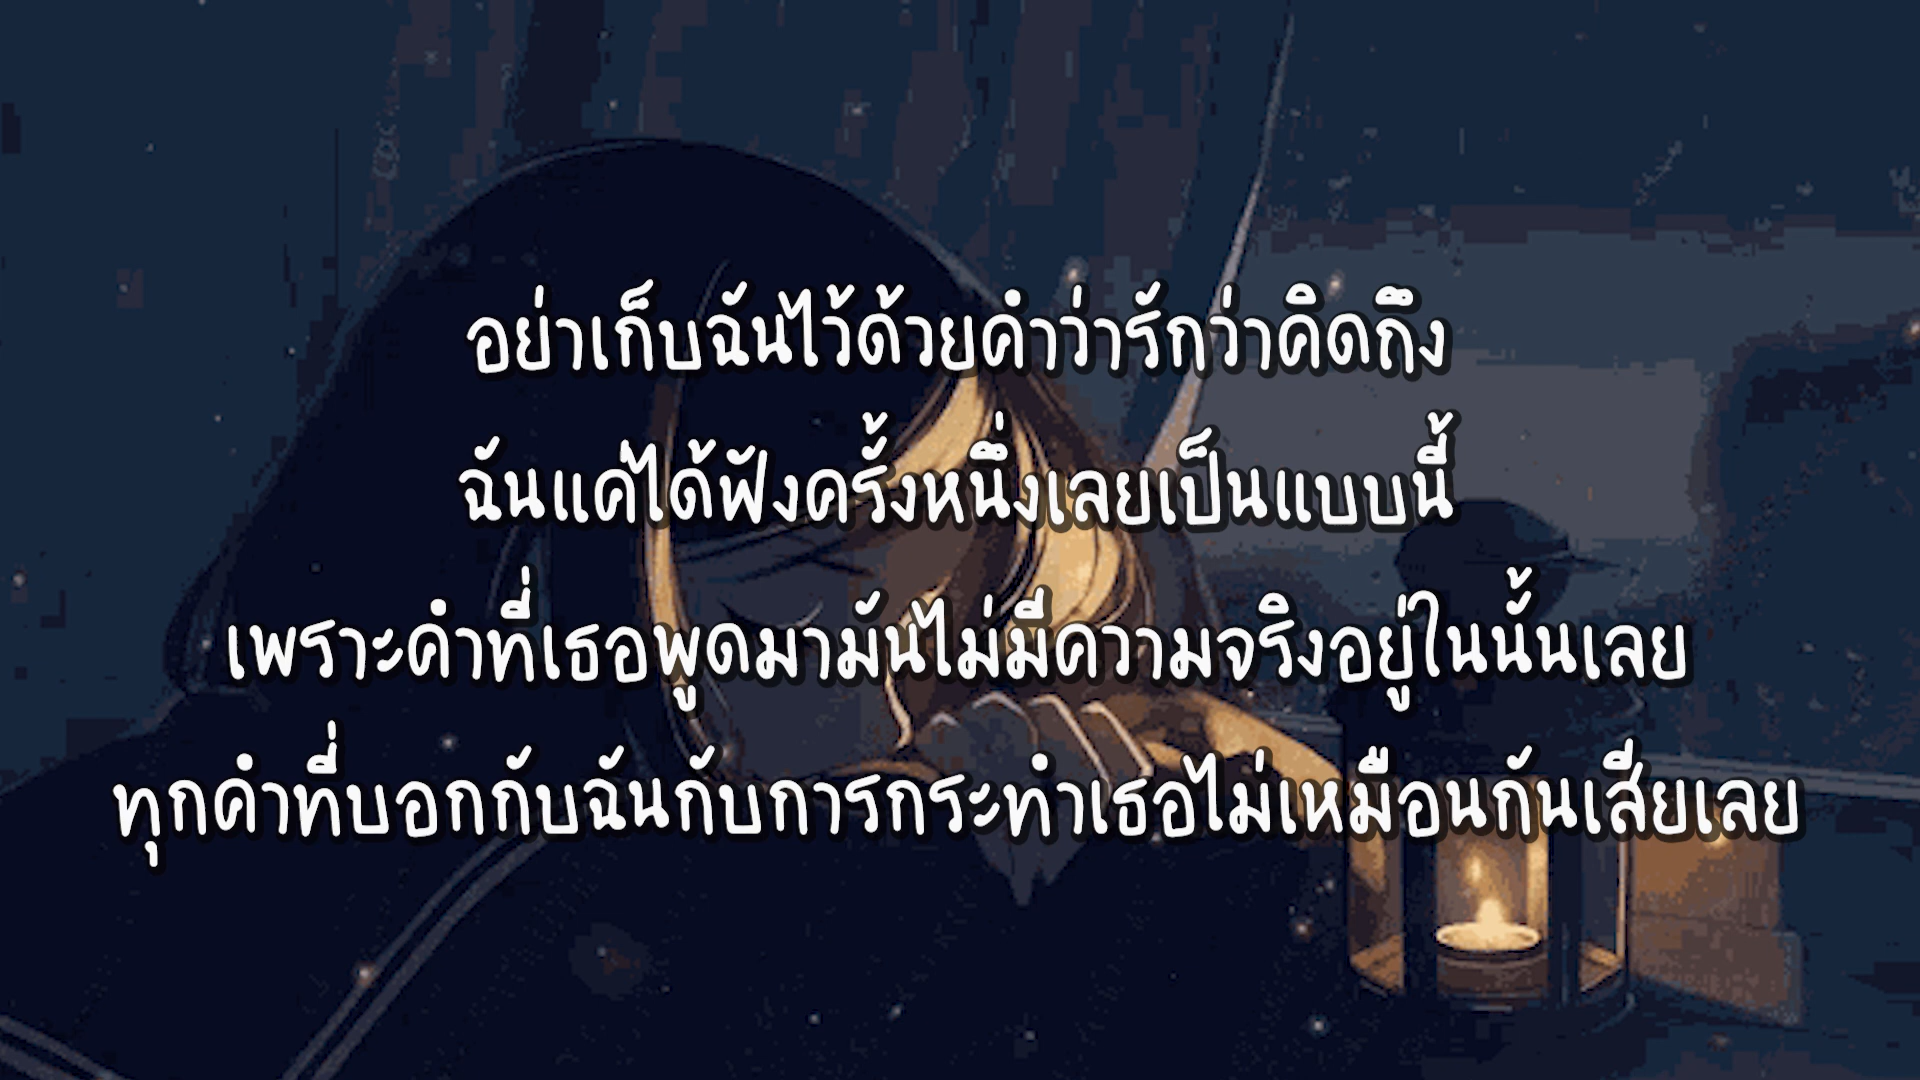 อย่าเก็บฉันไว้ด้วยคำว่ารักว่าคิดถึง
ฉันแค่ได้ฟังครั้งหนึ่งเลยเป็นแบบนี้
เพราะคำที่เธอพูดมามันไม่มีความจริงอยู่ในนั้นเลย
ทุกคำที่บอกกับฉันกับการกระทำเธอไม่เหมือนกันเสียเลย